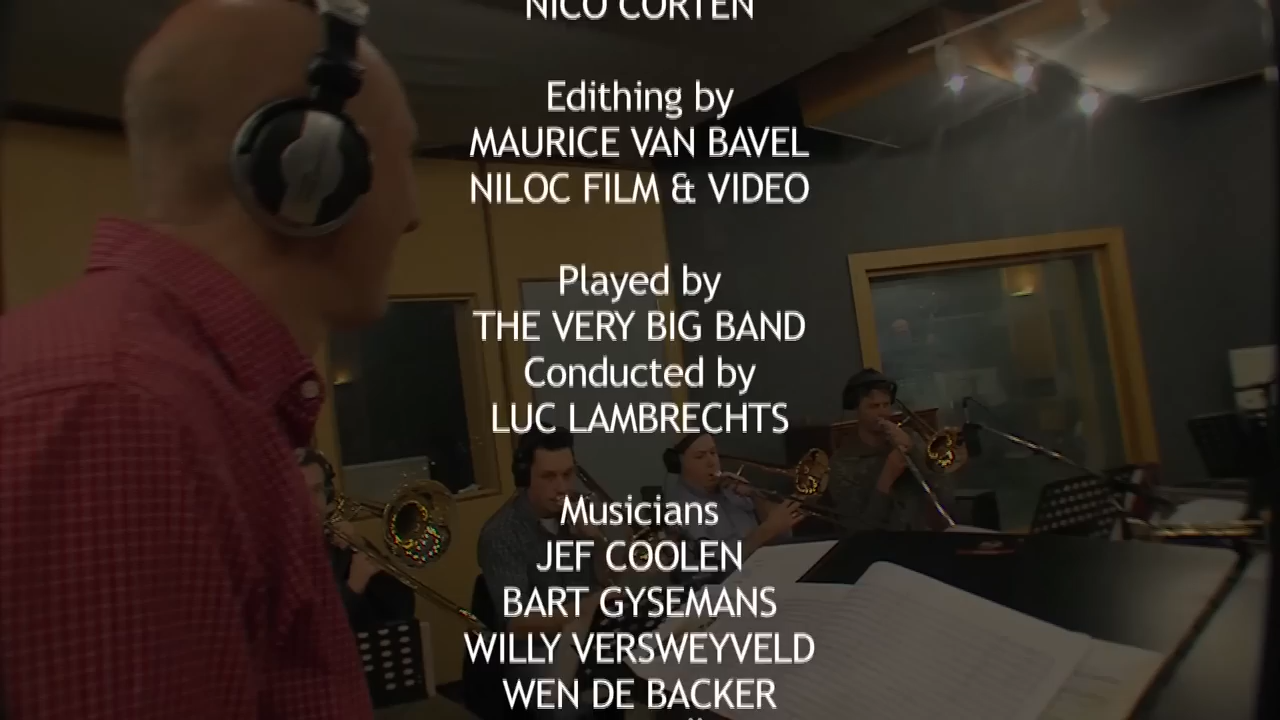 NICO CORTEN
Edithing by
MAURICE VAN BAVEL
NILOC FILM & VIDEO
Played by
THE VERY BIG BAND
Conducted by
LUC LAMBRECHTS
Musicians
JEF COOLEN
BART GYSEMANS
WILLY VERSWEYVELD
WEN DE BACKER